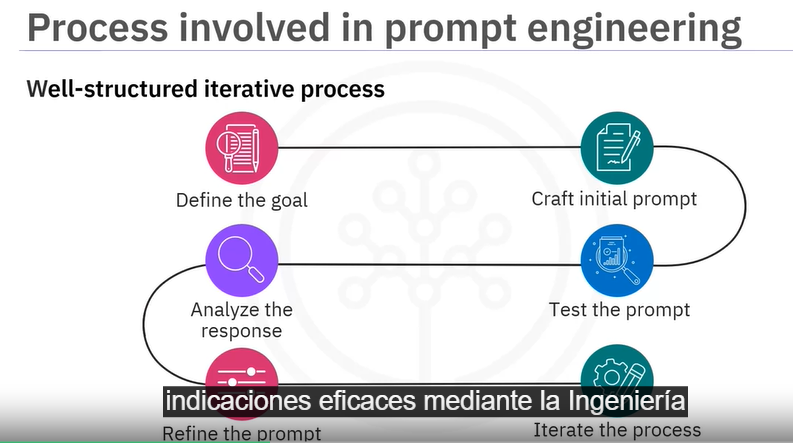 Process involved in prompt engineering
Well-structured iterative process
Define the goal
Craft initial prompt
Analyze the
response
Test the prompt
indicaciones eficaces mediante la Ingeniería
Refine the prompt
Iterate the process